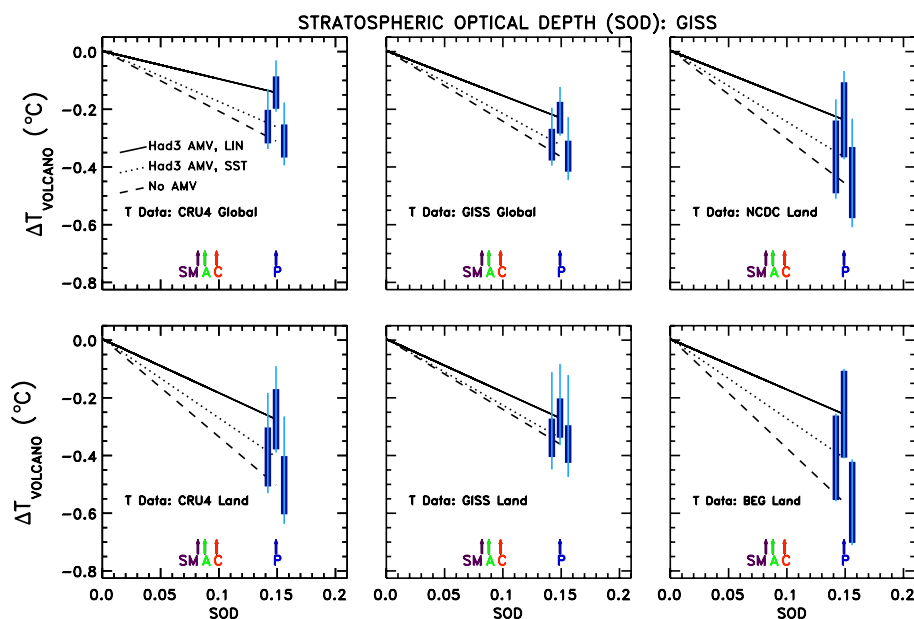 STRATOSPHERIC OPTICAL DEPTH (SOD): GISS
0.0
-0.2
-0.4
-0.6
-0.8
ΔT_VOLCANO (°C)
Had3 AMV, LIN
Had3 AMV, SST
No AMV
T Data: CRU4 Global
SM A C P
T Data: GISS Global
SM A C P
T Data: NCDC Land
SM A C P
0.0
-0.2
-0.4
-0.6
-0.8
ΔT_VOLCANO (°C)
T Data: CRU4 Land
SM A C P
0.0 0.05 0.1 0.15 0.2
SOD
T Data: GISS Land
SM A C P
0.0 0.05 0.1 0.15 0.2
SOD
T Data: BEG Land
SM A C P
0.0 0.05 0.1 0.15 0.2
SOD